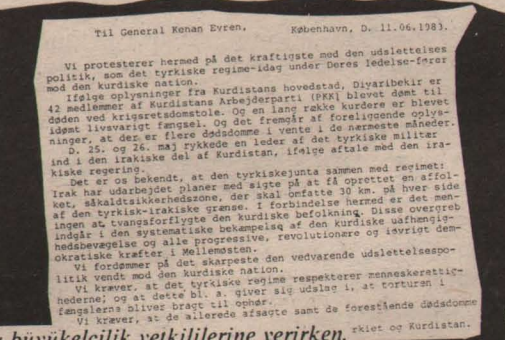 Til General Kenan Evren. København, D. 11.06.1983.
Vi protesterer hermed på det kraftigste mod den udslettelses
politik, som det tyrkiske regime-idag under Deres ledelse-fører
mod den kurdiske nation.
Ifølge oplysninger fra Kurdistans hovedstad, Diyaribekir er
42 medlemmer af Kurdistans Arbejderparti (PKK) blevet dømt til
døden ved krigsretsdomstole. Og en lang række kurdere er blevet
idømt livsvarigt fængsel. Og det fremgår af foreliggende oplys-
ninger, at der er flere dødsdomme i vente i de nærmeste måneder.
D. 25. og 26. maj rykkede en leder af det tyrkiske militær
ind i den irakiske del af Kurdistan, ifølge aftale med den ira-
kiske regering.
Det er os bekendt, at den tyrkiskejunta sammen med regimet:
Irak har udarbejdet planer med sigte på at få oprettet en affol-
ket, såkaldtsikkerhedszone, der skal omfatte 30 km. på hver side
af den tyrkisk-irakiske grænse. I forbindelse hermed er det men-
ingen at tvangsforflygte den kurdiske befolkning. Disse overgreb
indgår i den systematiske bekæmpelse af den kurdiske uafhængig-
hedsbevægelse og alle progressive, revolutionære og iøvrigt dem-
okratiske kræfter i Mellemøsten.
Vi fordømmer på det skarpeste den vedvarende udslettelsespo-
litik vendt mod den kurdiske nation.
Vi kræver, at det tyrkiske regime respekterer menneskerettig-
hederne; og at dette bl. a. giver sig udslag i, at torturen i
fængslerne bliver bragt til ophør.
Vi kræver, at de allerede afsagte samt de forestående dødsdomme
rkiet og Kurdistan.
büyükelçilik yetkililerine verirken.